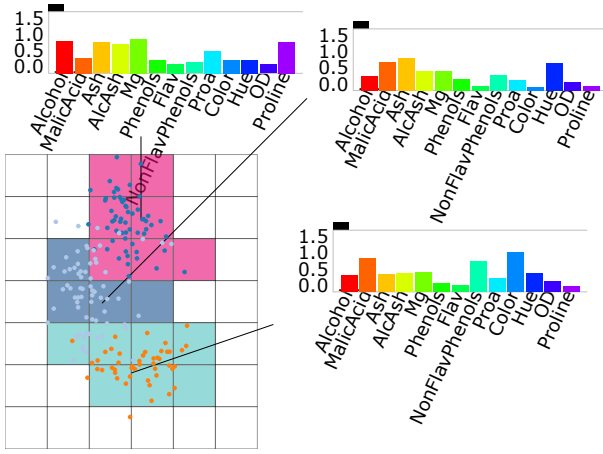 1.5
1.0
0.5
0.0
Alcohol
MalicAcid
Ash
AlcAsh
Mg
Phenols
Flav
NonFlavPhenols
Proa
Color
Hue
OD
Proline
1.5
1.0
0.5
0.0
Alcohol
MalicAcid
Ash
AlcAsh
Mg
Phenols
Flav
NonFlavPhenols
Proa
Color
Hue
OD
Proline
1.5
1.0
0.5
0.0
Alcohol
MalicAcid
Ash
AlcAsh
Mg
Phenols
Flav
NonFlavPhenols
Proa
Color
Hue
OD
Proline